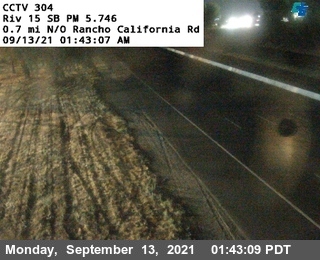 CCTV 304
Riv 15 SB PM 5.746
0.7 mi N/O Rancho California Rd
09/13/21 01:43:07 AM
Monday, September 13, 2021 01:43:09 PDT